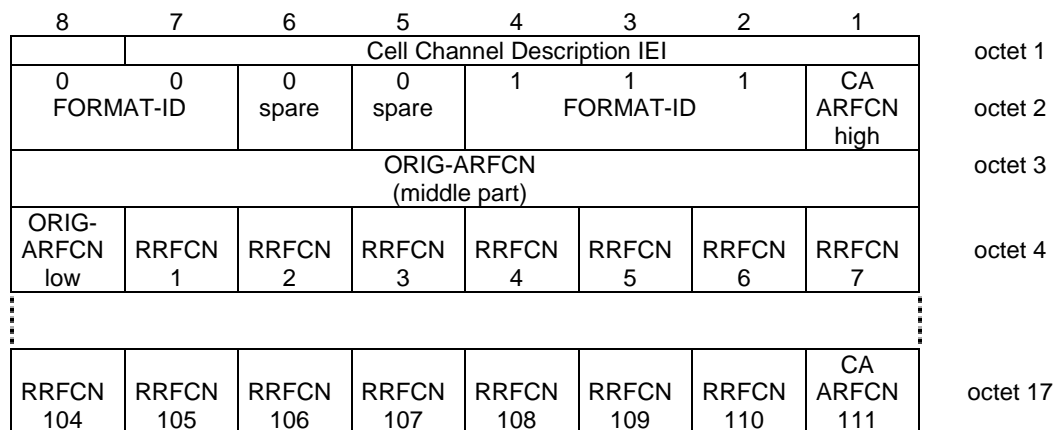 8 7 6 5 4 3 2 1
Cell Channel Description IEI octet 1
0 0 0 0 1 1 1 CA
FORMAT-ID spare spare FORMAT-ID ARFCN octet 2
high
ORIG-ARFCN octet 3
(middle part)
ORIG-
ARFCN RRFCN RRFCN RRFCN RRFCN RRFCN RRFCN RRFCN octet 4
low 1 2 3 4 5 6 7
CA
RRFCN RRFCN RRFCN RRFCN RRFCN RRFCN RRFCN ARFCN octet 17
104 105 106 107 108 109 110 111